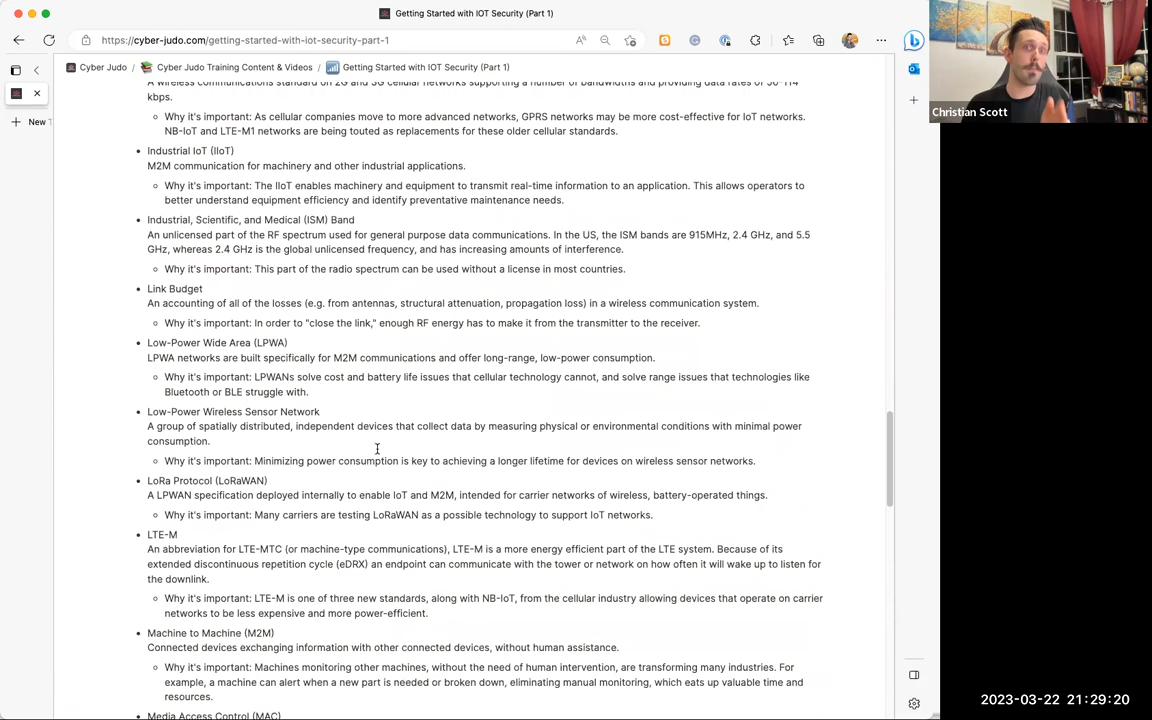 Getting Started with IOT Security (Part 1)
https://cyber-judo.com/getting-started-with-iot-security-part-1
Christian Scott
Cyber Judo / Cyber Judo Training Content & Videos / Getting Started with IOT Security (Part 1)
New
A wireless communications standard on 2G and 3G cellular networks supporting a number of bandwidths and providing data rates of
kbps.
Why it's important: As cellular companies move to more advanced networks, GPRS networks may be more cost-effective for IoT networks.
NB-IoT and LTE-M1 networks are being touted as replacements for these older cellular standards.
Industrial IoT (IIoT)
M2M communication for machinery and other industrial applications.
Why it's important: The IIoT enables machinery and equipment to transmit real-time information to an application. This allows operators to
better understand equipment efficiency and identify preventative maintenance needs.
Industrial, Scientific, and Medical (ISM) Band
An unlicensed part of the RF spectrum used for general purpose data communications. In the US, the ISM bands are 915MHz, 2.4 GHz, and 5.5
GHz, whereas 2.4 GHz is the global unlicensed frequency, and has increasing amounts of interference.
Why it's important: This part of the radio spectrum can be used without a license in most countries.
Link Budget
An accounting of all of the losses (e.g. from antennas, structural attenuation, propagation loss) in a wireless communication system.
Why it's important: In order to "close the link," enough RF energy has to make it from the transmitter to the receiver.
Low-Power Wide Area (LPWA)
LPWA networks are built specifically for M2M communications and offer long-range, low-power consumption.
Why it's important: LPWANs solve cost and battery life issues that cellular technology cannot, and solve range issues that technologies like
Bluetooth or BLE struggle with.
Low-Power Wireless Sensor Network
A group of spatially distributed, independent devices that collect data by measuring physical or environmental conditions with minimal power
consumption.
Why it's important: Minimizing power consumption is key to achieving a longer lifetime for devices on wireless sensor networks.
LoRa Protocol (LoRaWAN)
A LPWAN specification deployed internally to enable IoT and M2M, intended for carrier networks of wireless, battery-operated things.
Why it's important: Many carriers are testing LoRaWAN as a possible technology to support IoT networks.
LTE-M
An abbreviation for LTE-MTC (or machine-type communications), LTE-M is a more energy efficient part of the LTE system. Because of its
extended discontinuous repetition cycle (eDRX) an endpoint can communicate with the tower or network on how often it will wake up to listen for
the downlink.
Why it's important: LTE-M is one of three new standards, along with NB-IoT, from the cellular industry allowing devices that operate on carrier
networks to be less expensive and more power-efficient.
Machine to Machine (M2M)
Connected devices exchanging information with other connected devices, without human assistance.
Why it's important: Machines monitoring other machines, without the need of human intervention, are transforming many industries. For
example, a machine can alert when a new part is needed or broken down, eliminating manual monitoring, which eats up valuable time and
resources.
Media Access Control (MAC)
2023-03-22 21:29:20